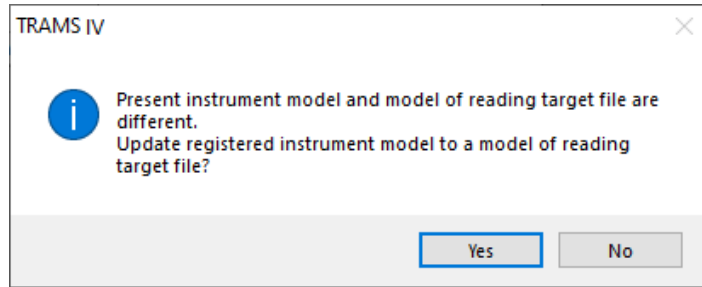 TRAMS IV
Present instrument model and model of reading target file are
different.
Update registered instrument model to a model of reading
target file?
Yes No